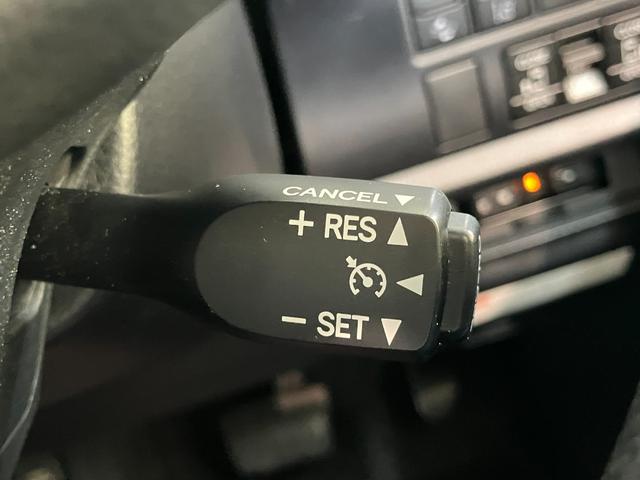 CANCEL ▼
+ RES ▲
◀
− SET ▼